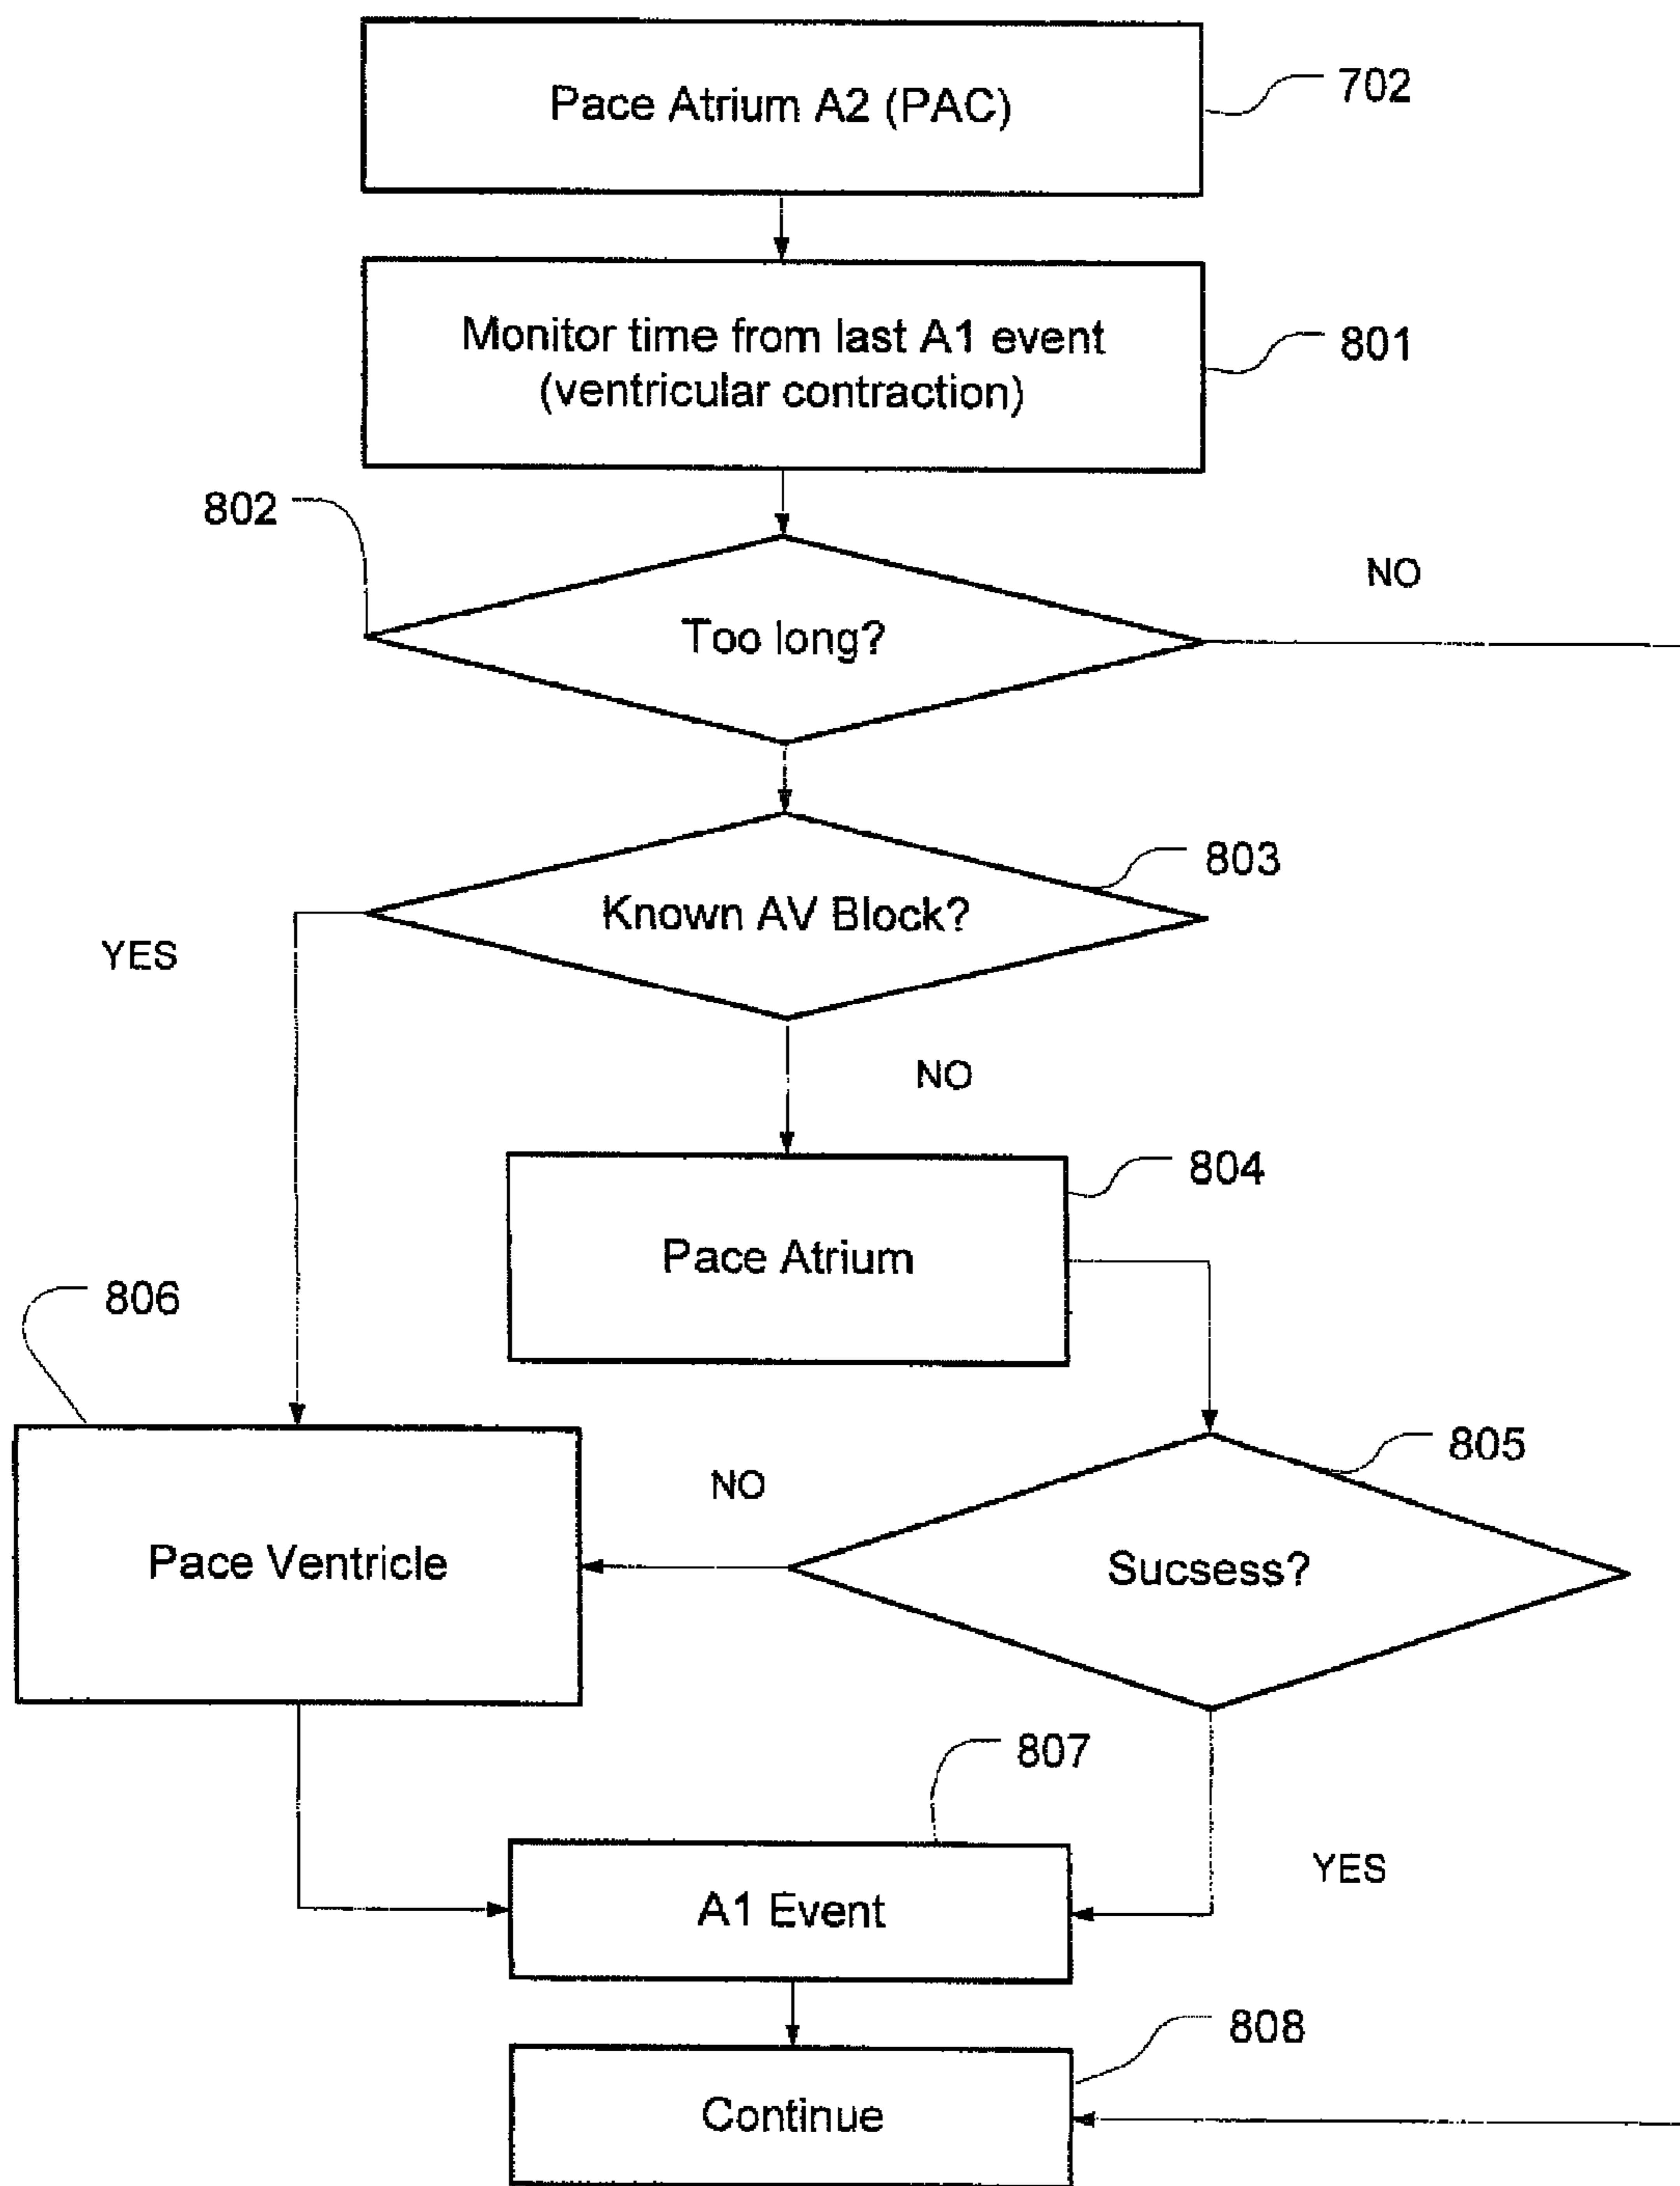 Pace Atrium A2 (PAC)
702
Monitor time from last A1 event
(ventricular contraction)
801
802
Too long?
NO
803
Known AV Block?
YES
NO
804
Pace Atrium
806
805
NO
Pace Ventricle
Sucsess?
807
YES
A1 Event
808
Continue